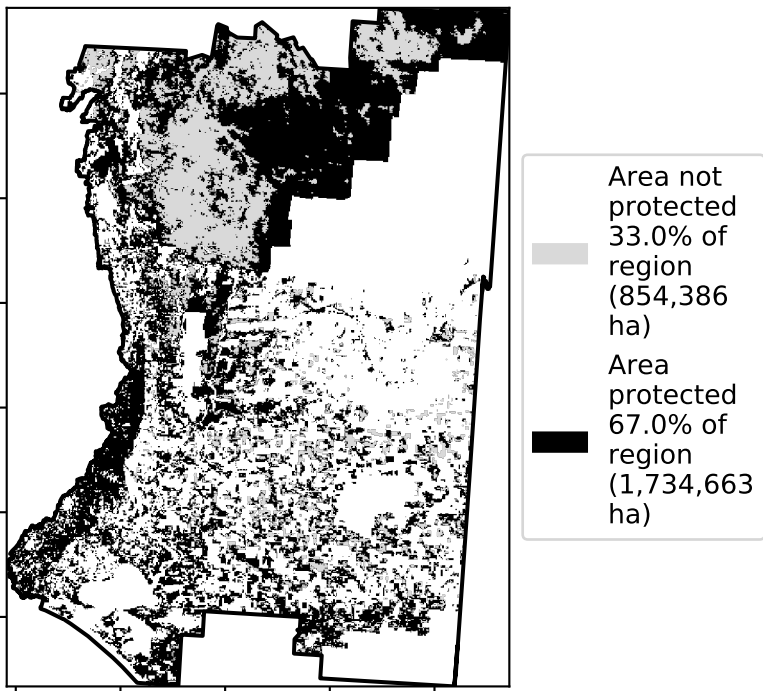 Area not
protected
33.0% of
region
(854,386
ha)
Area
protected
67.0% of
region
(1,734,663
ha)